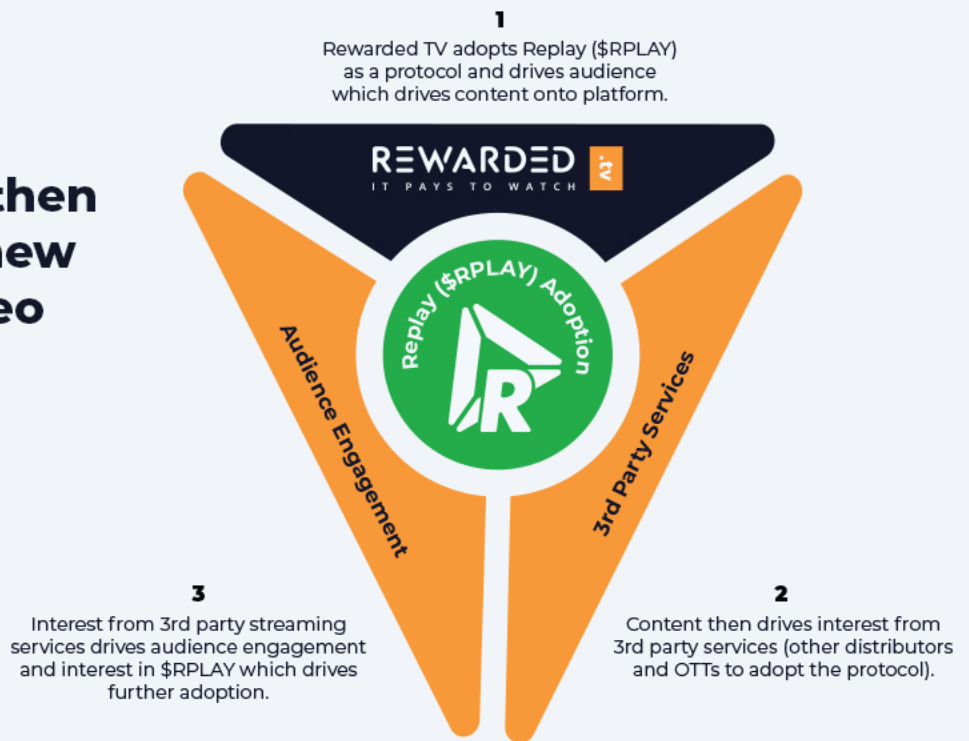 1
Rewarded TV adopts Replay ($RPLAY)
as a protocol and drives audience
which drives content onto platform.
then
new
eo
REWARDED .tv
IT PAYS TO WATCH
Replay ($RPLAY) Adoption
R
Audience Engagement
3rd Party Services
3
Interest from 3rd party streaming
services drives audience engagement
and interest in $RPLAY which drives
further adoption.
2
Content then drives interest from
3rd party services (other distributors
and OTTs to adopt the protocol).